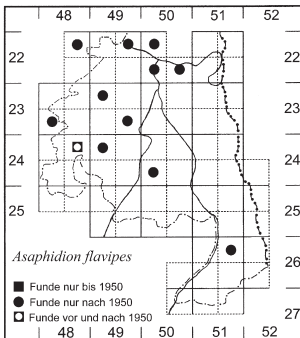 48 49 50 51 52
22 22
23 23
24 24
25 25
26
Asaphidion flavipes
Funde nur bis 1950
Funde nur nach 1950
Funde vor und nach 1950
26
27
48 49 50 51 52